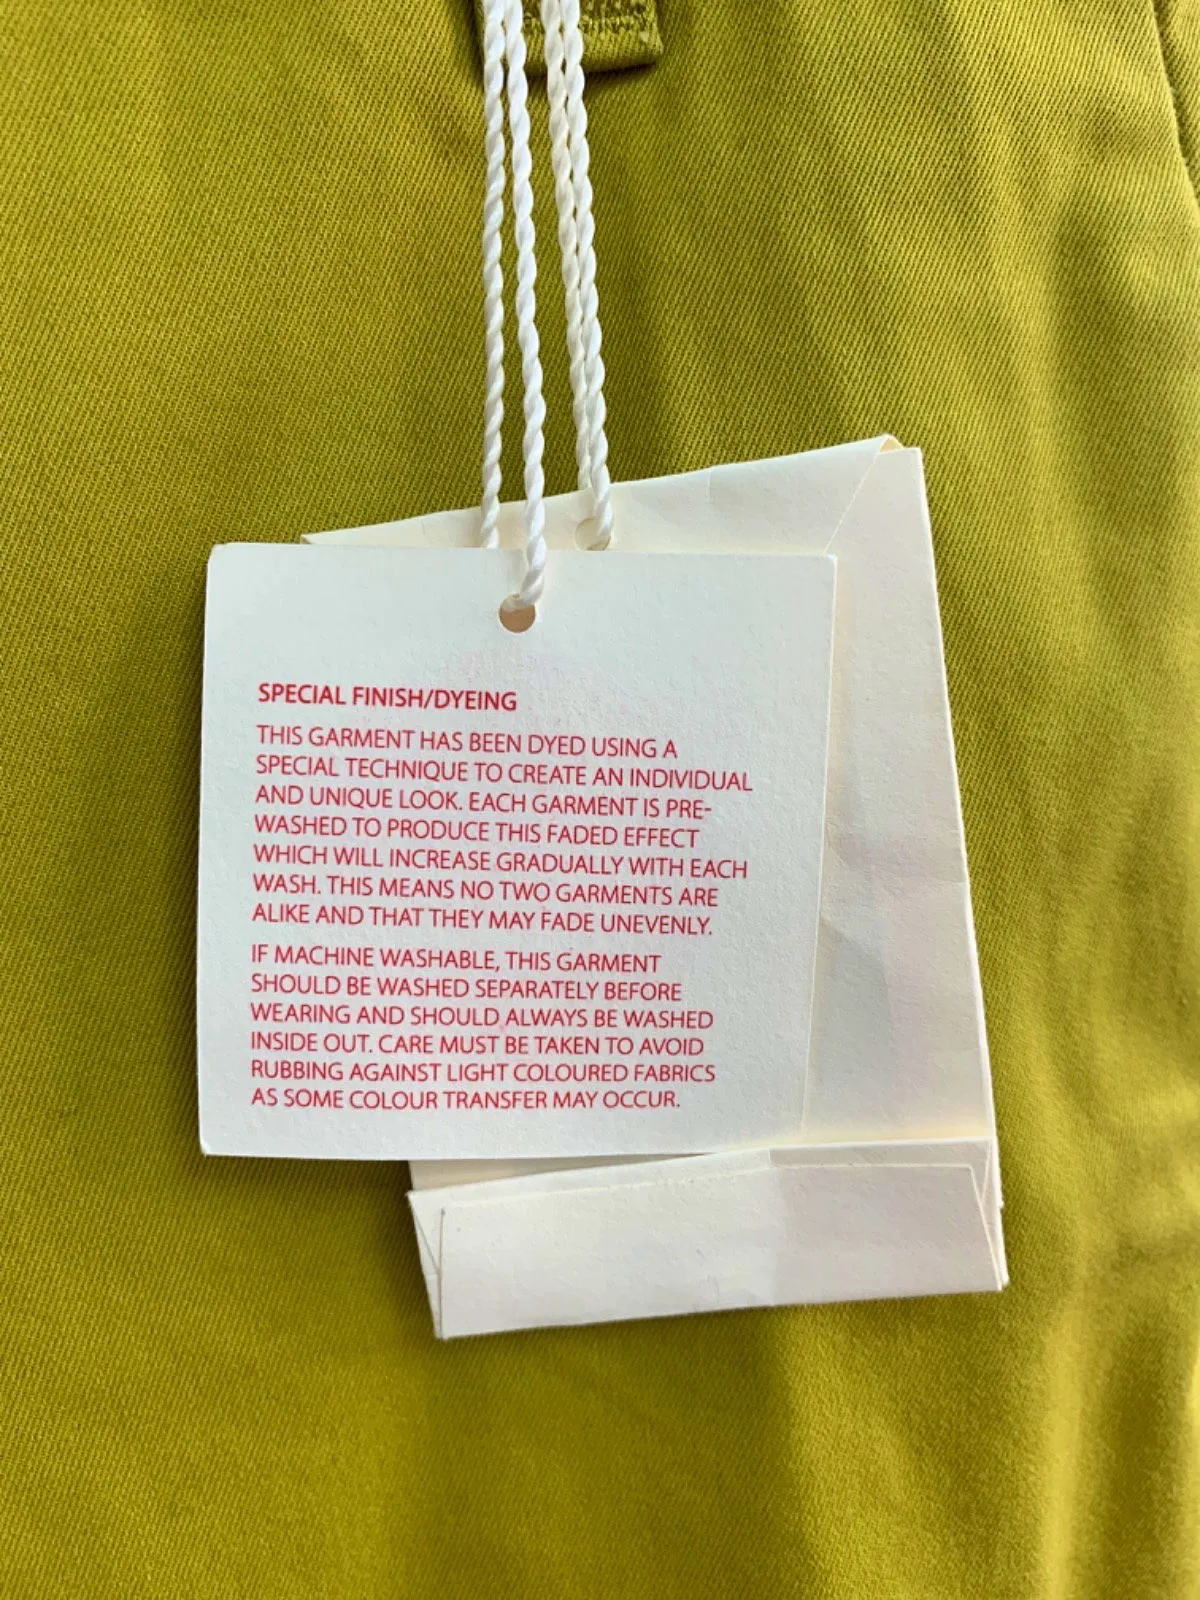 SPECIAL FINISH/DYEING
THIS GARMENT HAS BEEN DYED USING A
SPECIAL TECHNIQUE TO CREATE AN INDIVIDUAL
AND UNIQUE LOOK. EACH GARMENT IS PRE-
WASHED TO PRODUCE THIS FADED EFFECT
WHICH WILL INCREASE GRADUALLY WITH EACH
WASH. THIS MEANS NO TWO GARMENTS ARE
ALIKE AND THAT THEY MAY FADE UNEVENLY.
IF MACHINE WASHABLE, THIS GARMENT
SHOULD BE WASHED SEPARATELY BEFORE
WEARING AND SHOULD ALWAYS BE WASHED
INSIDE OUT. CARE MUST BE TAKEN TO AVOID
RUBBING AGAINST LIGHT COLOURED FABRICS
AS SOME COLOUR TRANSFER MAY OCCUR.